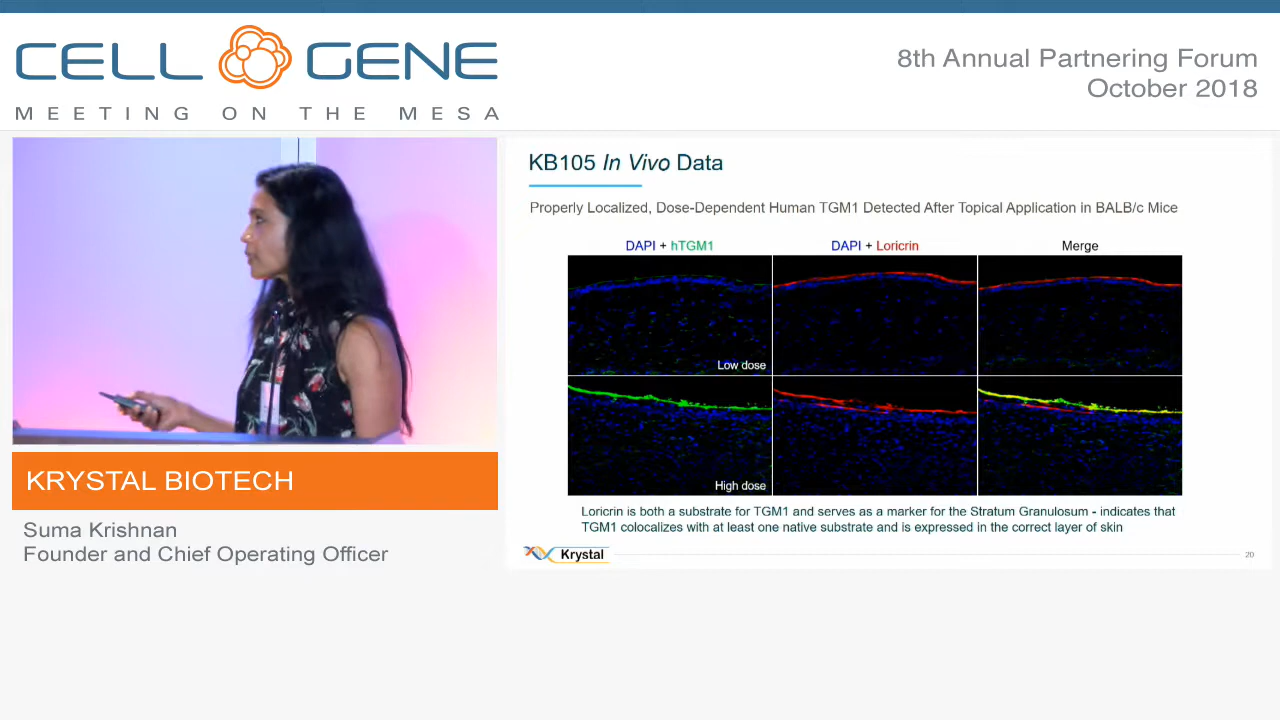 CELL GENE
MEETING ON THE MESA
8th Annual Partnering Forum
October 2018
KB105 In Vivo Data
Properly Localized, Dose-Dependent Human TGM1 Detected After Topical Application in BALB/c Mice
DAPI + hTGM1
DAPI + Loricrin
Merge
Low dose
High dose
Loricrin is both a substrate for TGM1 and serves as a marker for the Stratum Granulosum - indicates that
TGM1 colocalizes with at least one native substrate and is expressed in the correct layer of skin
Krystal
20
KRYSTAL BIOTECH
Suma Krishnan
Founder and Chief Operating Officer